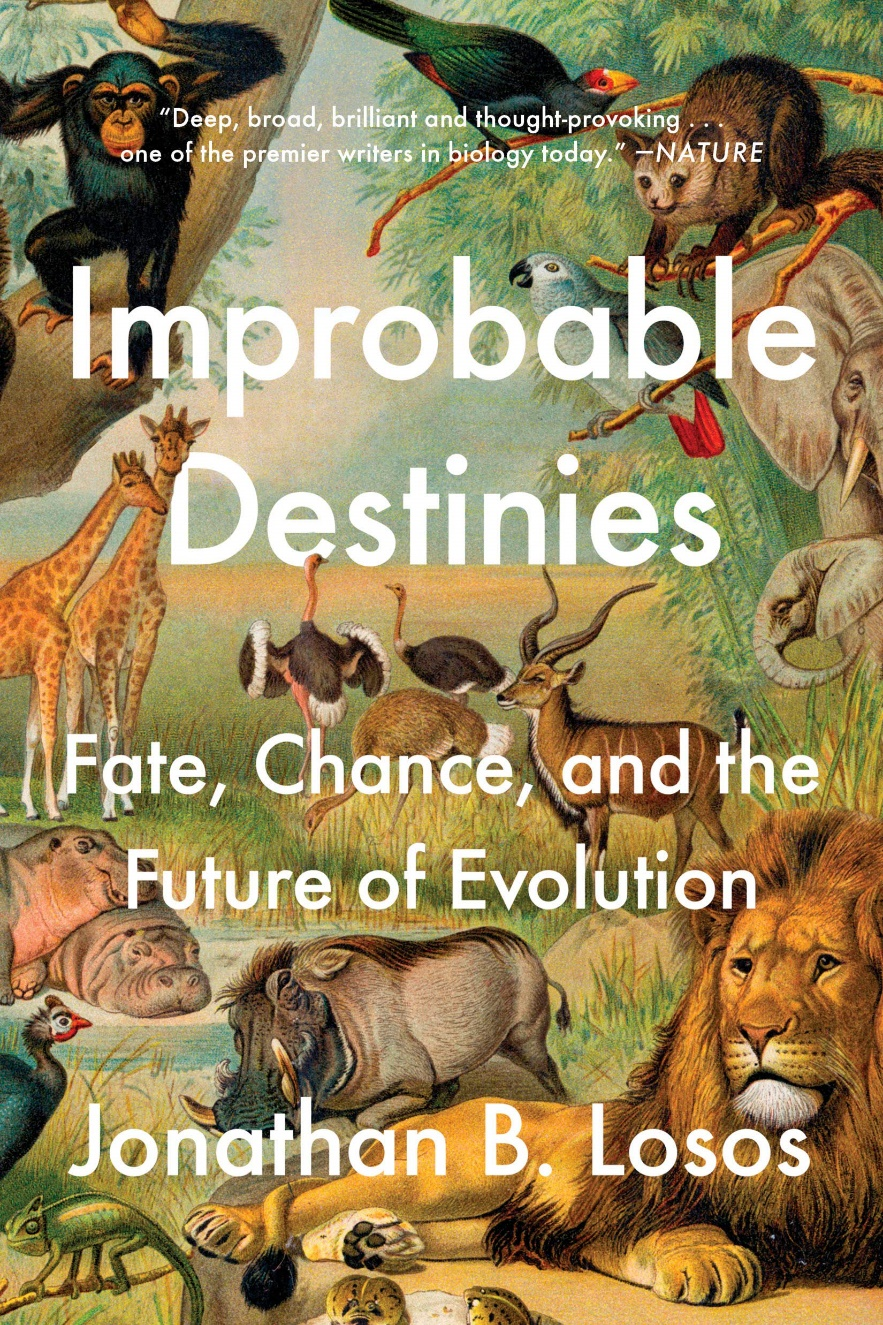 “Deep, broad, brilliant and thought-provoking . . .
one of the premier writers in biology today.” —NATURE
Improbable
Destinies
Fate, Chance, and the
Future of Evolution
Jonathan B. Losos